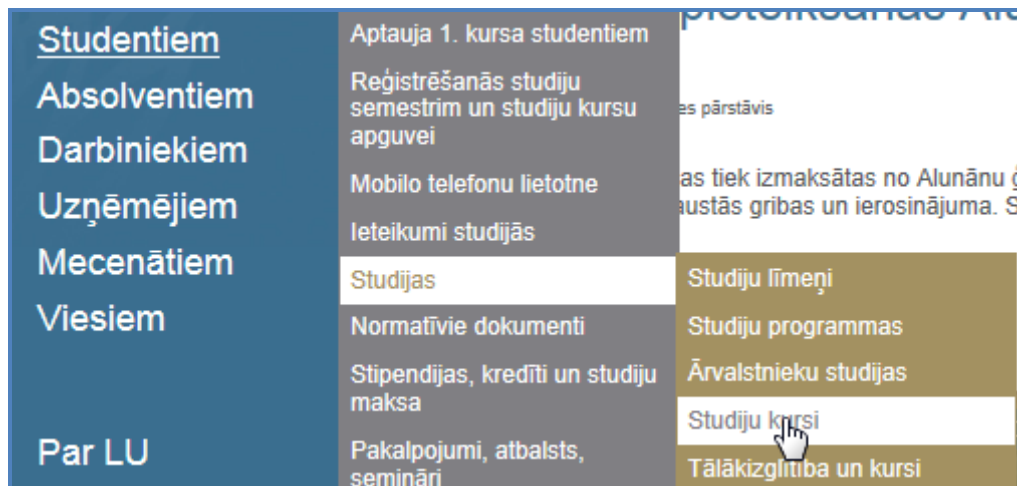 Studentiem
Absolventiem
Darbiniekiem
Uzņēmējiem
Mecenātiem
Viesiem
Par LU
Aptauja 1. kursa studentiem
Reģistrēšanās studiju
semestrim un studiju kursu
apguvei
Mobilo telefonu lietotne
Ieteikumi studijās
Studijas
Normatīvie dokumenti
Stipendijas, kredīti un studiju
maksa
Pakalpojumi, atbalsts,
semināri
es pārstāvis
as tiek izmaksātas no Alunānu
austās gribas un ierosinājuma. S
Studiju līmeņi
Studiju programmas
Ārvalstnieku studijas
Studiju kursi
Tālākizglītība un kursi